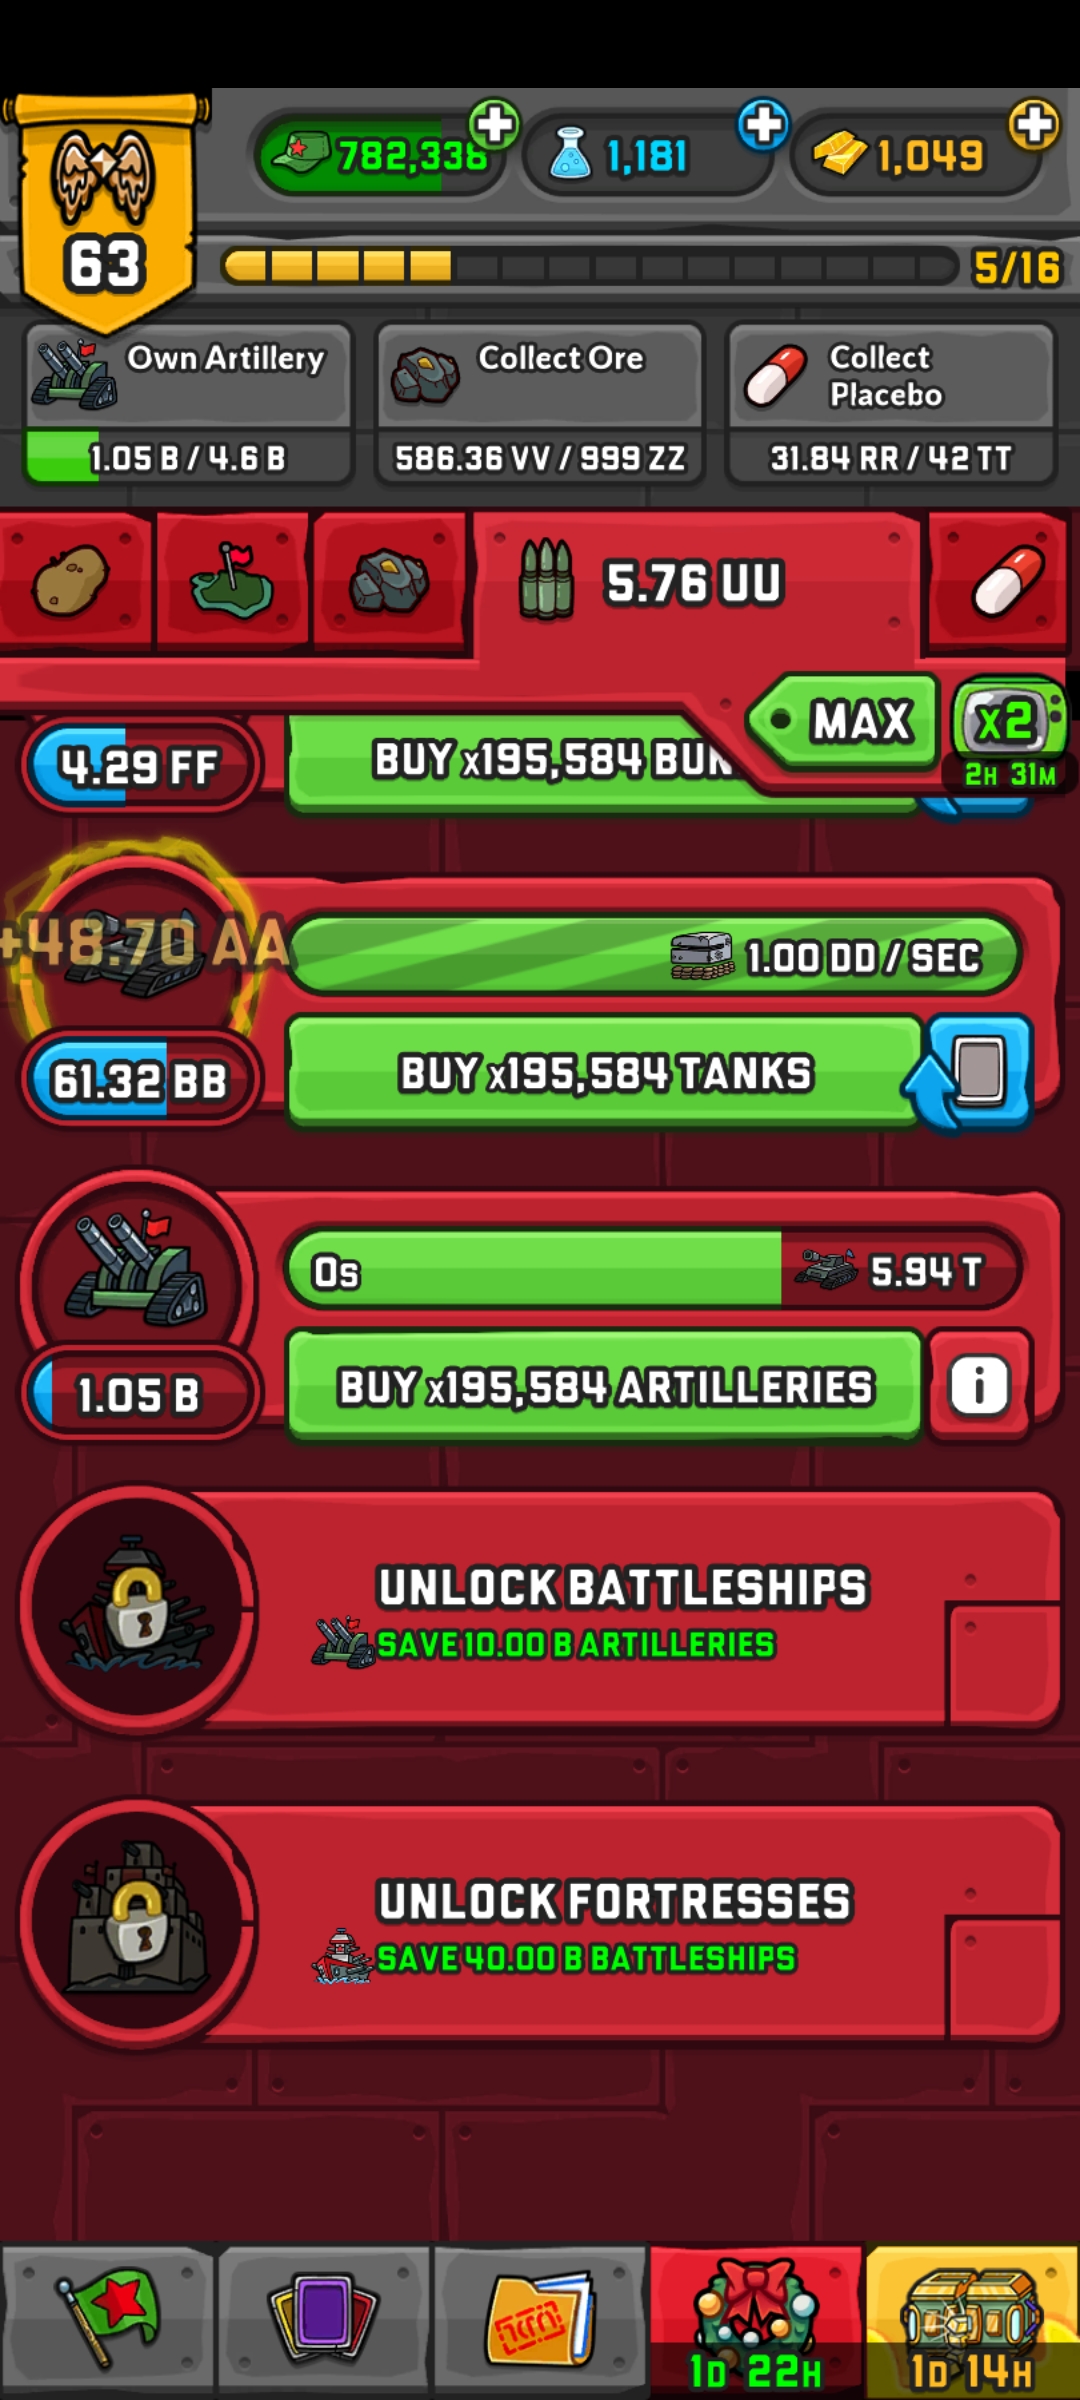 782,338
1,181
1,049
63
5/16
Own Artillery
1.05 B / 4.6 B
Collect Ore
586.36 VV / 999 ZZ
Collect
Placebo
31.84 RR / 42 TT
5.76 UU
MAX
x2
2H 31M
4.29 FF
BUY x195,584
+48.70 AA
1.00 DD / SEC
61.32 BB
BUY x195,584 TANKS
0s
5.94 T
1.05 B
BUY x195,584 ARTILLERIES
i
UNLOCK BATTLESHIPS
SAVE 10.00 B ARTILLERIES
UNLOCK FORTRESSES
SAVE 40.00 B BATTLESHIPS
1D 22H
1D 14H